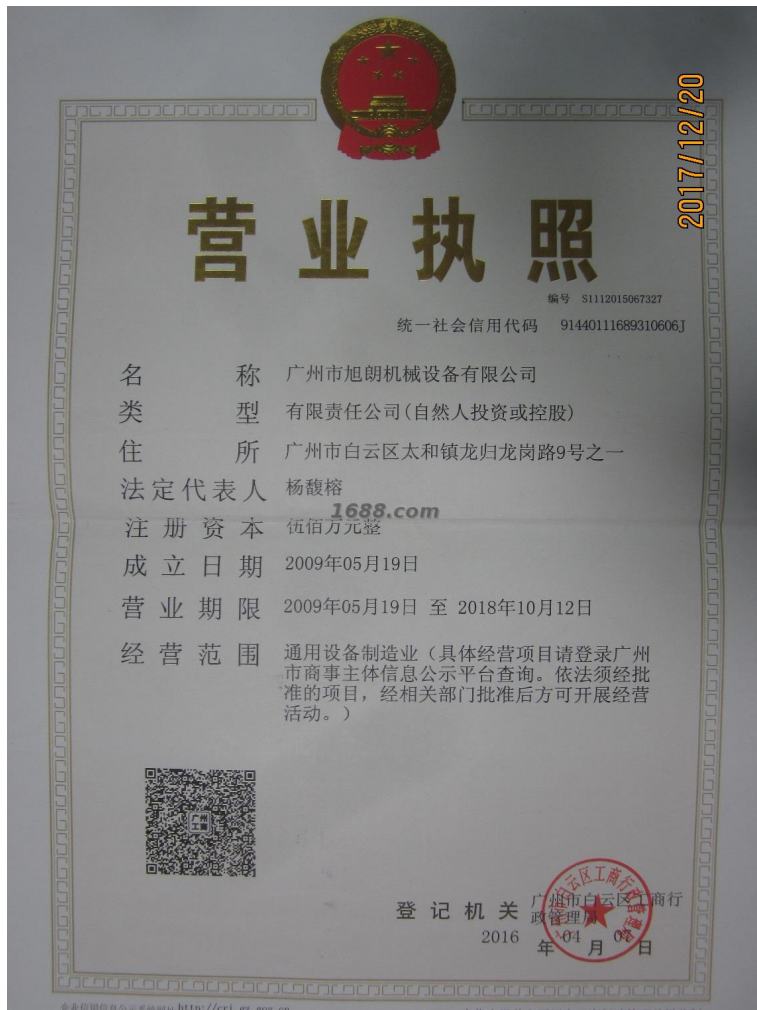 2017/12/20
营业执照
编号 S1112015067327
统一社会信用代码 91440111689310606J
名称 广州市旭朗机械设备有限公司
类型 有限责任公司(自然人投资或控股)
住所 广州市白云区太和镇龙归龙岗路9号之一
法定代表人 杨馥榕
1688.com
注册资本 伍佰万元整
成立日期 2009年05月19日
营业期限 2009年05月19日 至 2018年10月12日
经营范围 通用设备制造业（具体经营项目请登录广州
市商事主体信息公示平台查询。依法须经批
准的项目，经相关部门批准后方可开展经营
活动。）
广州
工商
登记机关 广州市白云区工商行
政管理局
2016 年 04 月 日